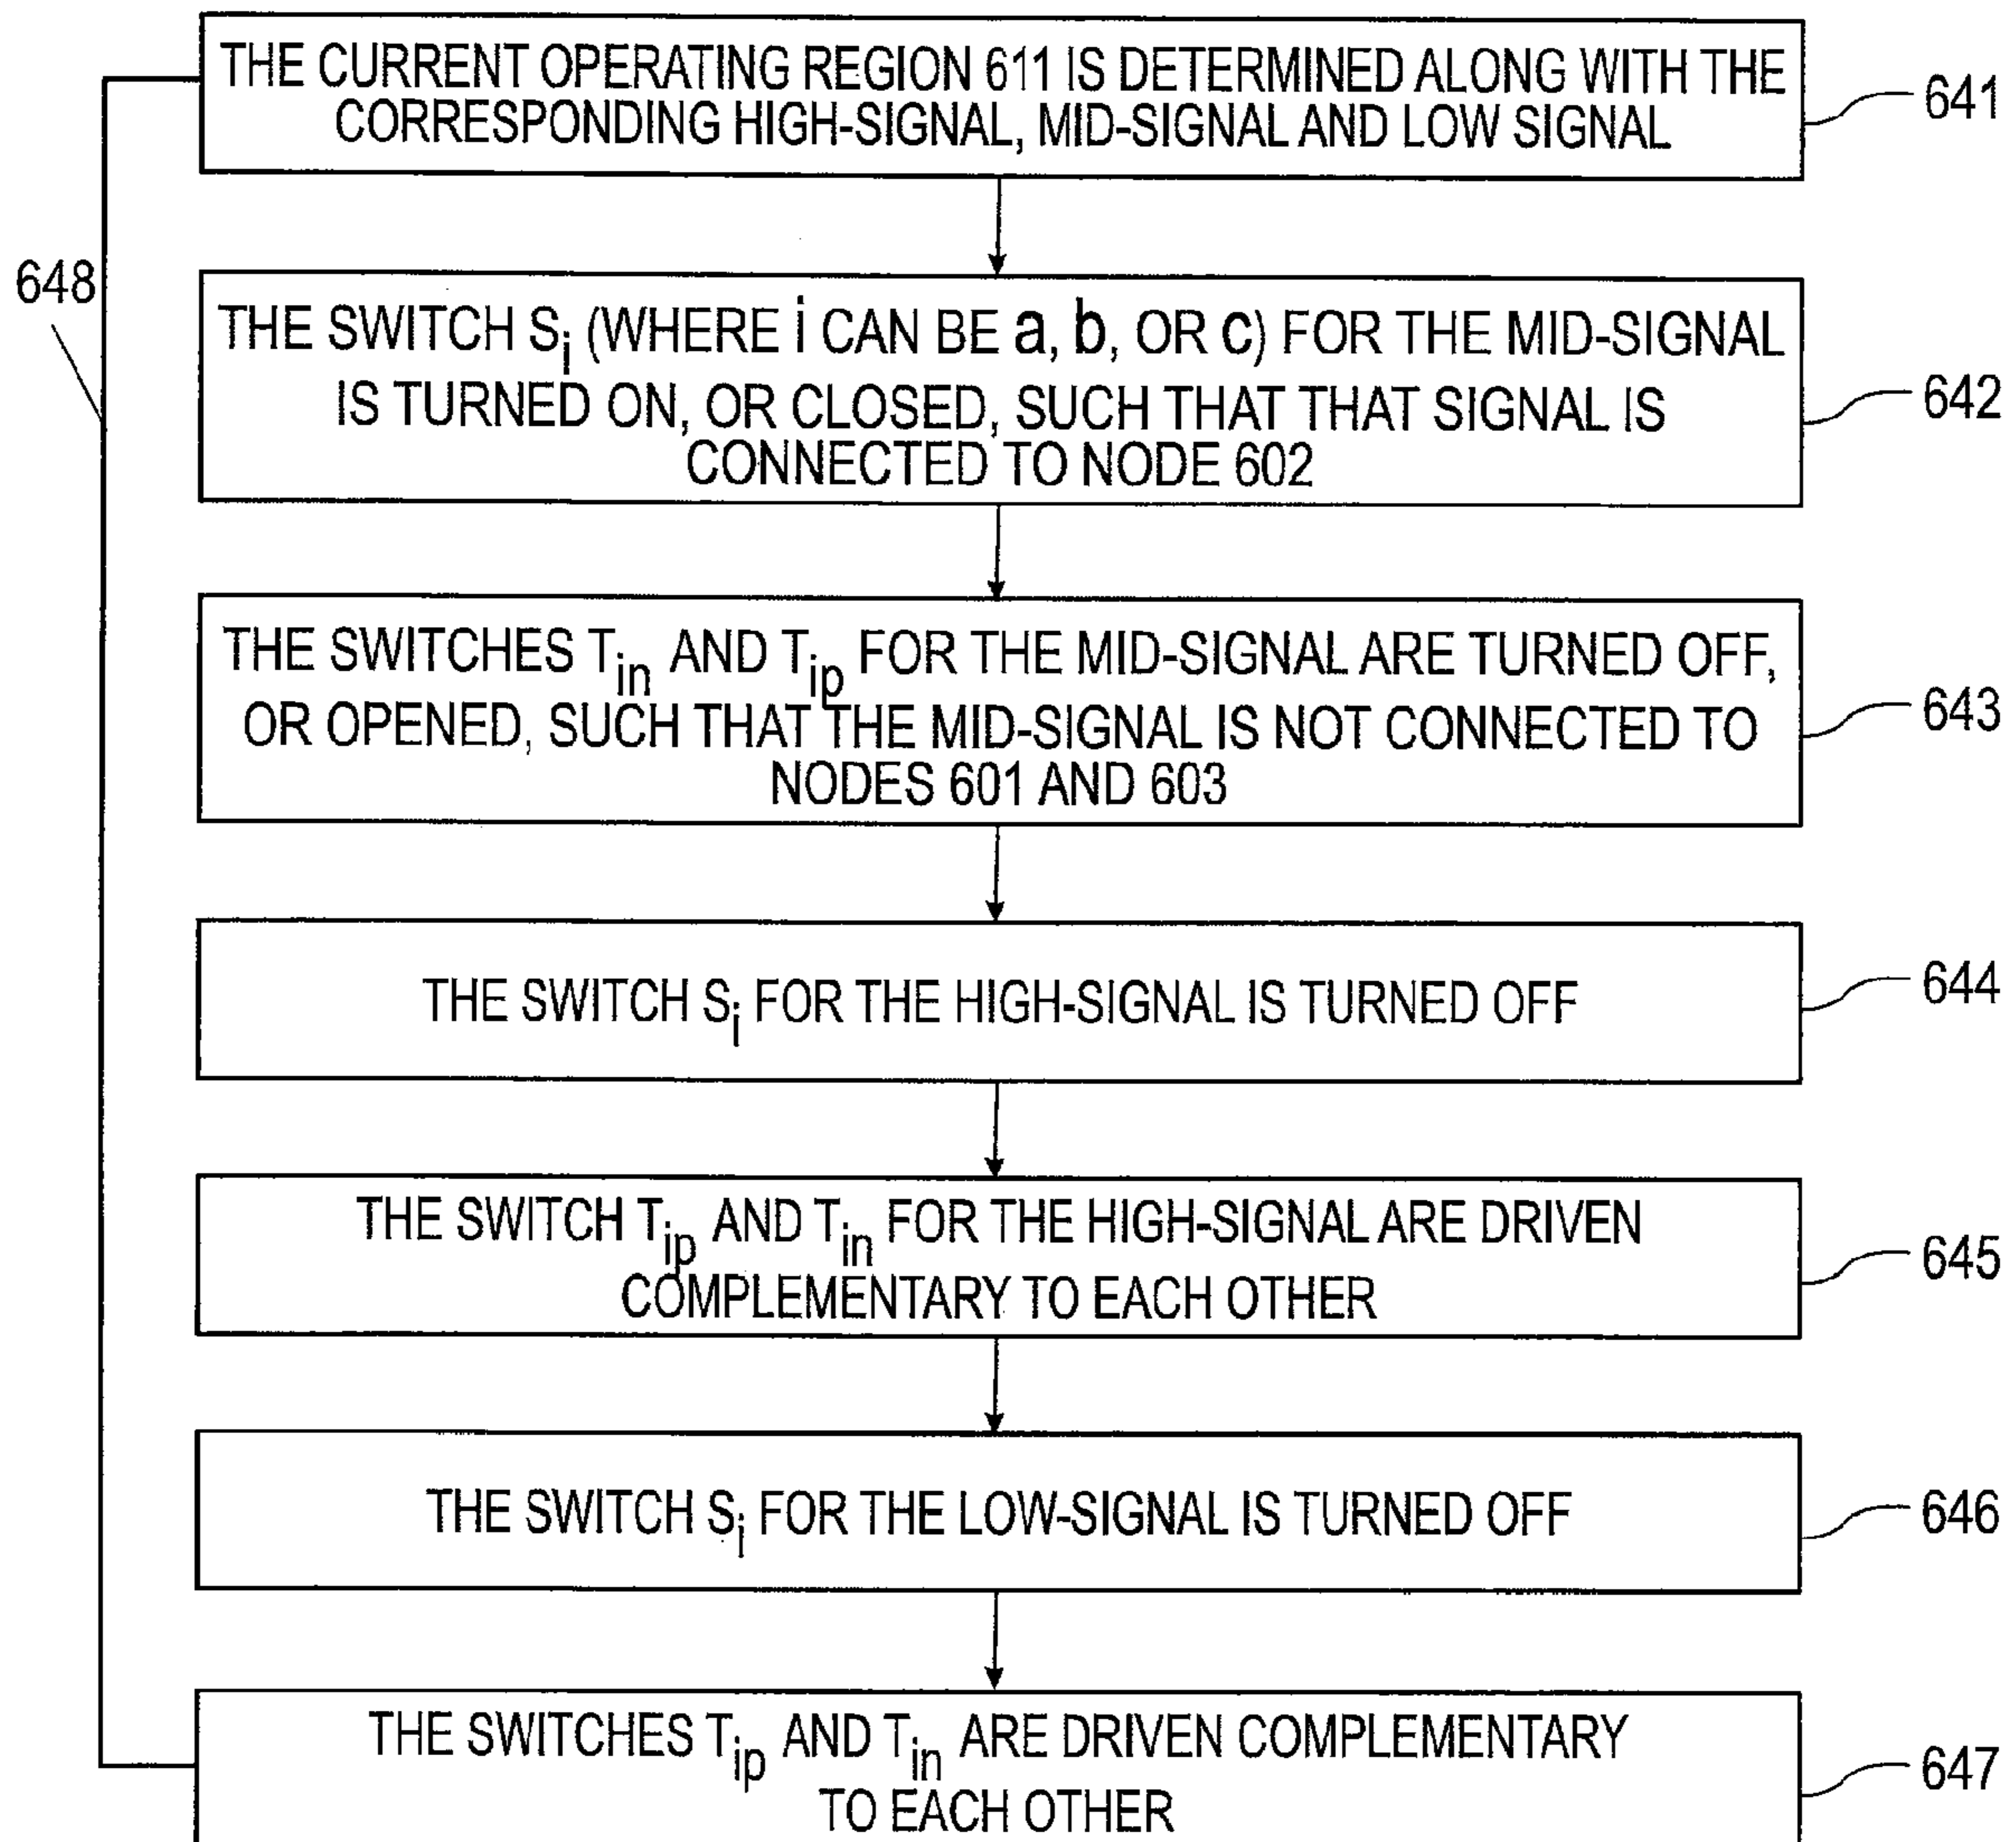 THE CURRENT OPERATING REGION 611 IS DETERMINED ALONG WITH THE
CORRESPONDING HIGH-SIGNAL, MID-SIGNAL AND LOW SIGNAL
641
648
THE SWITCH Si (WHERE i CAN BE a, b, OR c) FOR THE MID-SIGNAL
IS TURNED ON, OR CLOSED, SUCH THAT THAT SIGNAL IS
CONNECTED TO NODE 602
642
THE SWITCHES Tin AND Tip FOR THE MID-SIGNAL ARE TURNED OFF,
OR OPENED, SUCH THAT THE MID-SIGNAL IS NOT CONNECTED TO
NODES 601 AND 603
643
THE SWITCH Si FOR THE HIGH-SIGNAL IS TURNED OFF
644
THE SWITCH Tip AND Tin FOR THE HIGH-SIGNAL ARE DRIVEN
COMPLEMENTARY TO EACH OTHER
645
THE SWITCH Si FOR THE LOW-SIGNAL IS TURNED OFF
646
THE SWITCHES Tip AND Tin ARE DRIVEN COMPLEMENTARY
TO EACH OTHER
647